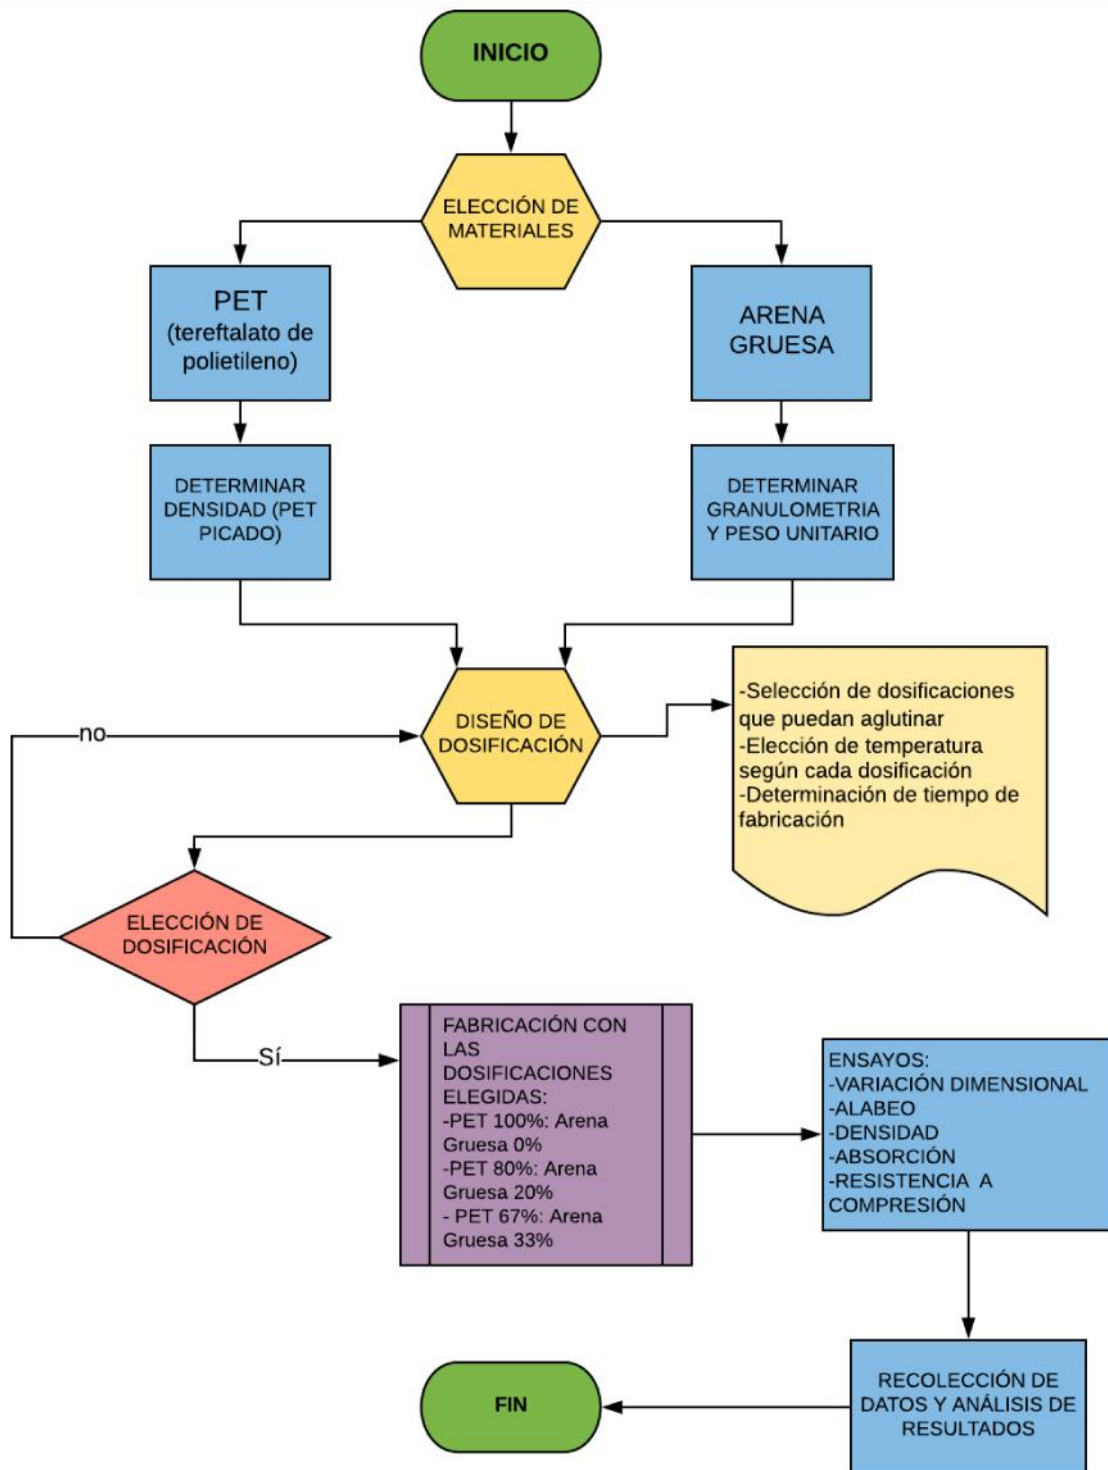 INICIO
ELECCIÓN DE
MATERIALES
PET
(tereftalato de
polietileno)
ARENA
GRUESA
DETERMINAR
DENSIDAD (PET
PICADO)
DETERMINAR
GRANULOMETRIA
Y PESO UNITARIO
DISEÑO DE
DOSIFICACIÓN
-Selección de dosificaciones
que puedan aglutinar
-Elección de temperatura
según cada dosificación
-Determinación de tiempo de
fabricación
no
ELECCIÓN DE
DOSIFICACIÓN
Sí
FABRICACIÓN CON
LAS
DOSIFICACIONES
ELEGIDAS:
-PET 100%: Arena
Gruesa 0%
-PET 80%: Arena
Gruesa 20%
- PET 67%: Arena
Gruesa 33%
ENSAYOS:
-VARIACIÓN DIMENSIONAL
-ALABEO
-DENSIDAD
-ABSORCIÓN
-RESISTENCIA A
COMPRESIÓN
RECOLECCIÓN DE
DATOS Y ANÁLISIS DE
RESULTADOS
FIN